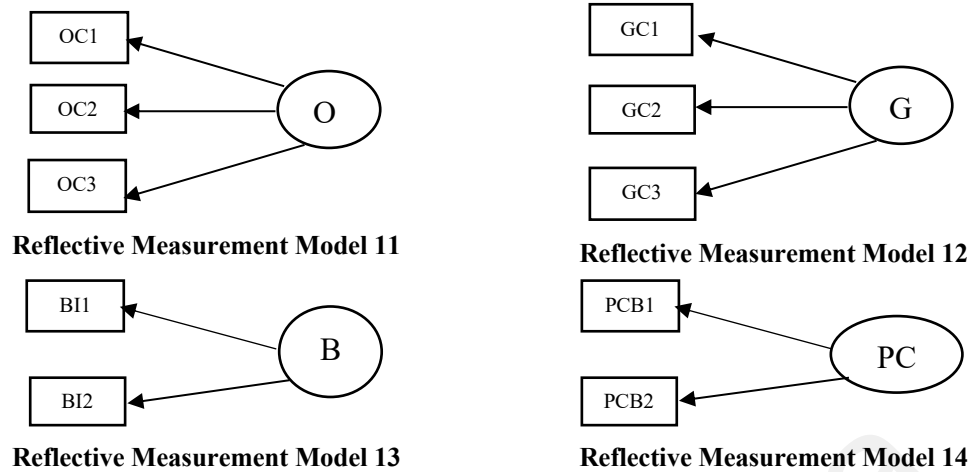 OC1
OC2
OC3
O
Reflective Measurement Model 11
GC1
GC2
GC3
G
Reflective Measurement Model 12
BI1
BI2
B
Reflective Measurement Model 13
PCB1
PCB2
PC
Reflective Measurement Model 14